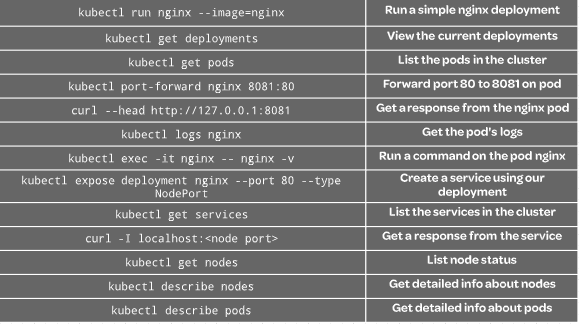 kubectl run nginx --image=nginx
Run a simple nginx deployment
kubectl get deployments
View the current deployments
kubectl get pods
List the pods in the cluster
kubectl port-forward nginx 8081:80
Forward port 80 to 8081 on pod
curl --head http://127.0.0.1:8081
Get a response from the nginx pod
kubectl logs nginx
Get the pod's logs
kubectl exec -it nginx -- nginx -v
Run a command on the pod nginx
kubectl expose deployment nginx --port 80 --type
NodePort
Create a service using our
deployment
kubectl get services
List the services in the cluster
curl -I localhost:<node port>
Get a response from the service
kubectl get nodes
List node status
kubectl describe nodes
Get detailed info about nodes
kubectl describe pods
Get detailed info about pods